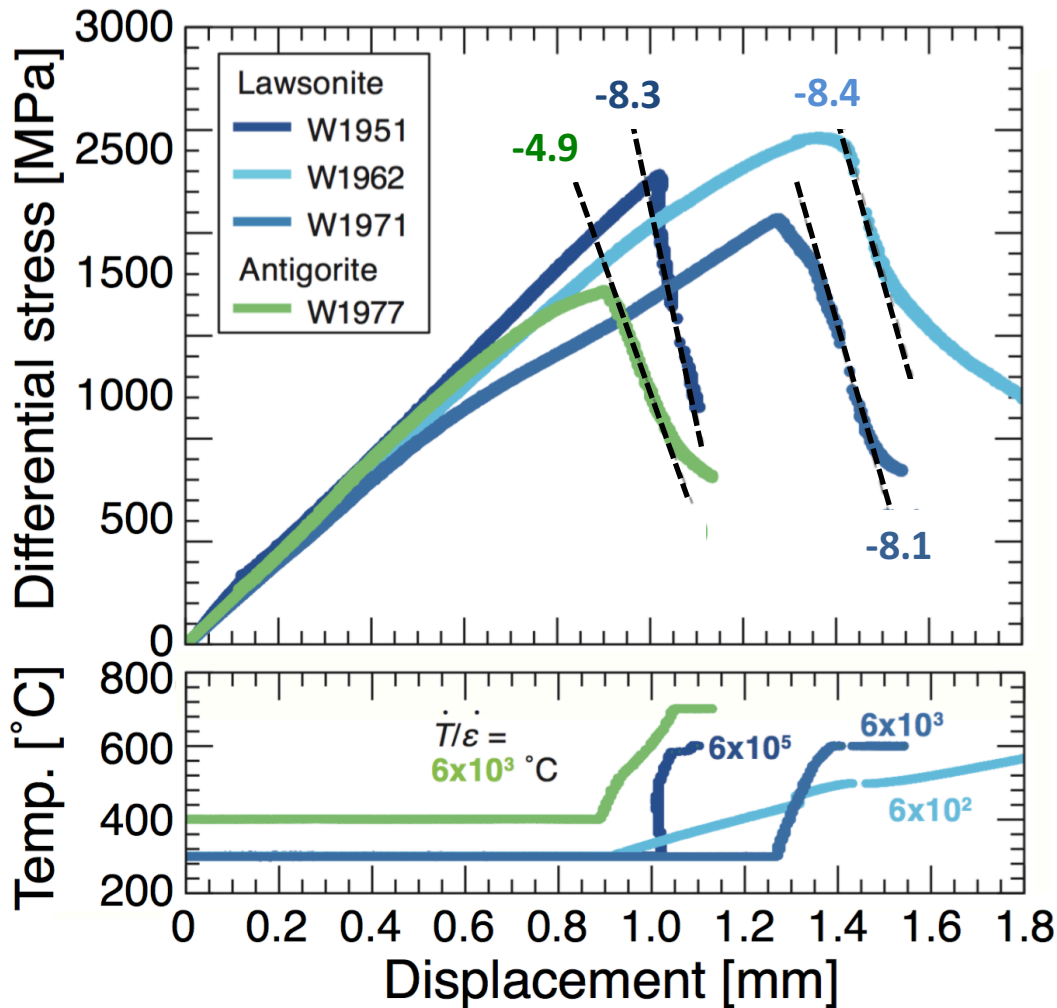 3000
2500
1500
1000
500
0
Differential stress [MPa]
Lawsonite
W1951
W1962
W1971
Antigorite
W1977
-4.9
-8.3
-8.4
-8.1
800
600
400
200
Temp. [˚C]
Ṫ/ε̇ =
6x10³ ˚C
6x10⁵
6x10³
6x10²
0 0.2 0.4 0.6 0.8 1.0 1.2 1.4 1.6 1.8
Displacement [mm]